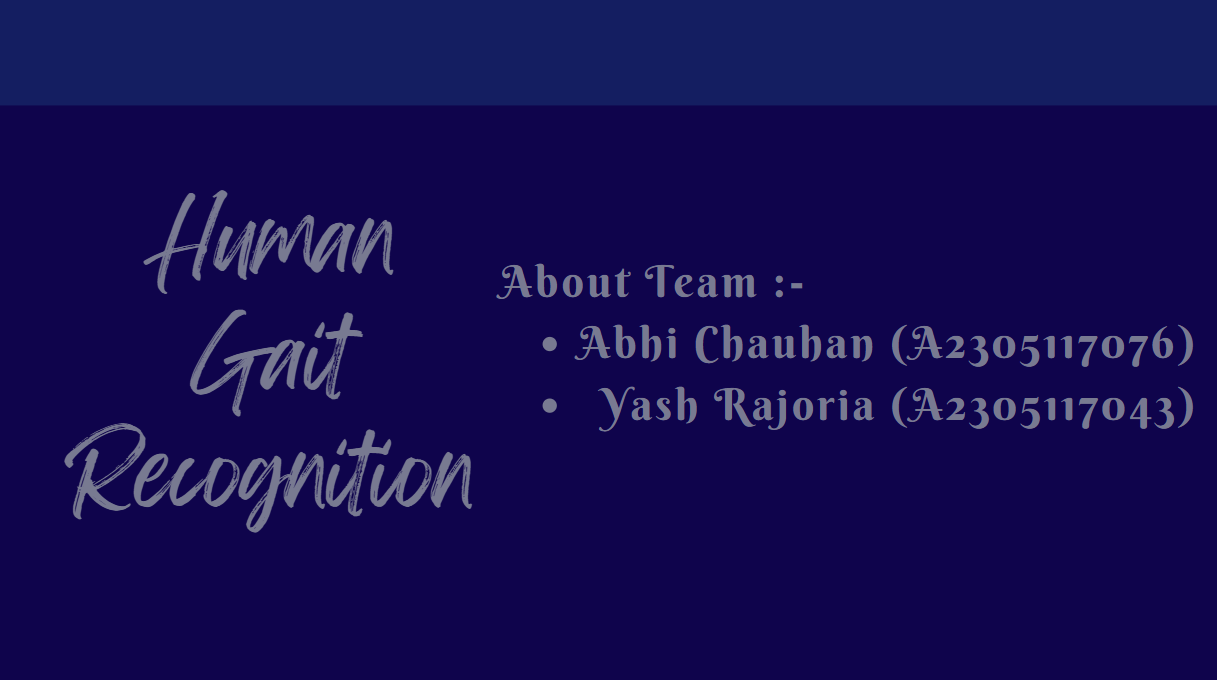 Human
Gait
Recognition
About Team :-
• Abhi Chauhan (A2305117076)
• Yash Rajoria (A2305117043)